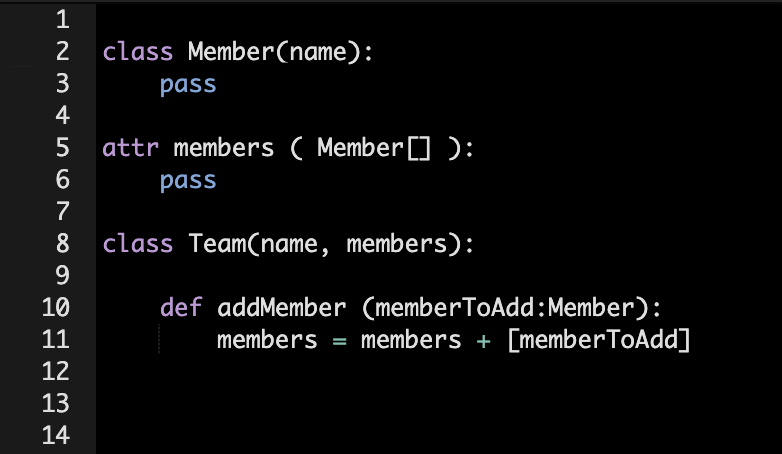 1
2 class Member(name):
3     pass
4
5 attr members ( Member[] ):
6     pass
7
8 class Team(name, members):
9
10     def addMember (memberToAdd:Member):
11         members = members + [memberToAdd]
12
13
14